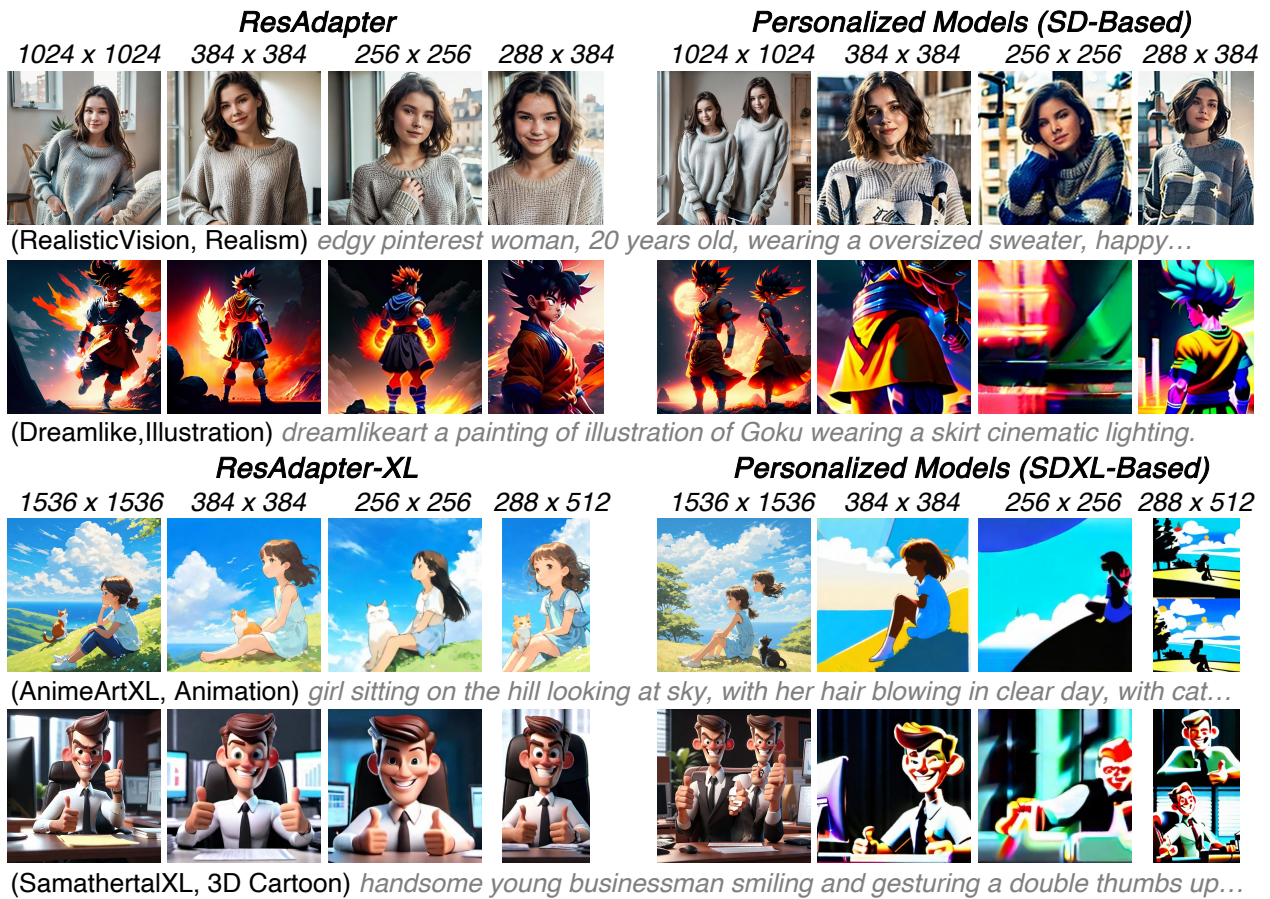 ResAdapter Personalized Models (SD-Based)
1024 x 1024 384 x 384 256 x 256 288 x 384 1024 x 1024 384 x 384 256 x 256 288 x 384
(RealisticVision, Realism) edgy pinterest woman, 20 years old, wearing a oversized sweater, happy…
(Dreamlike,Illustration) dreamlikeart a painting of illustration of Goku wearing a skirt cinematic lighting.
ResAdapter-XL Personalized Models (SDXL-Based)
1536 x 1536 384 x 384 256 x 256 288 x 512 1536 x 1536 384 x 384 256 x 256 288 x 512
(AnimeArtXL, Animation) girl sitting on the hill looking at sky, with her hair blowing in clear day, with cat…
(SamathertalXL, 3D Cartoon) handsome young businessman smiling and gesturing a double thumbs up…